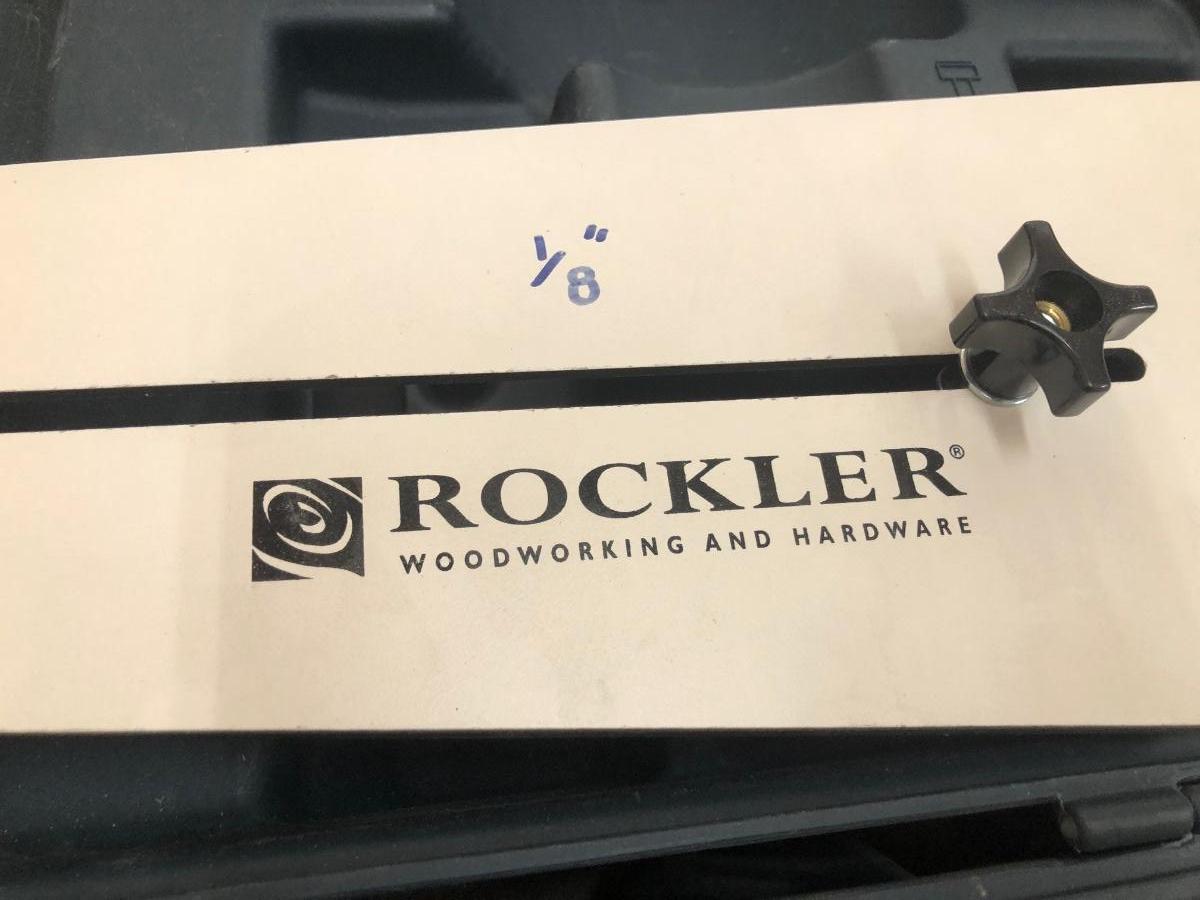 1/8"
ROCKLER®
WOODWORKING AND HARDWARE